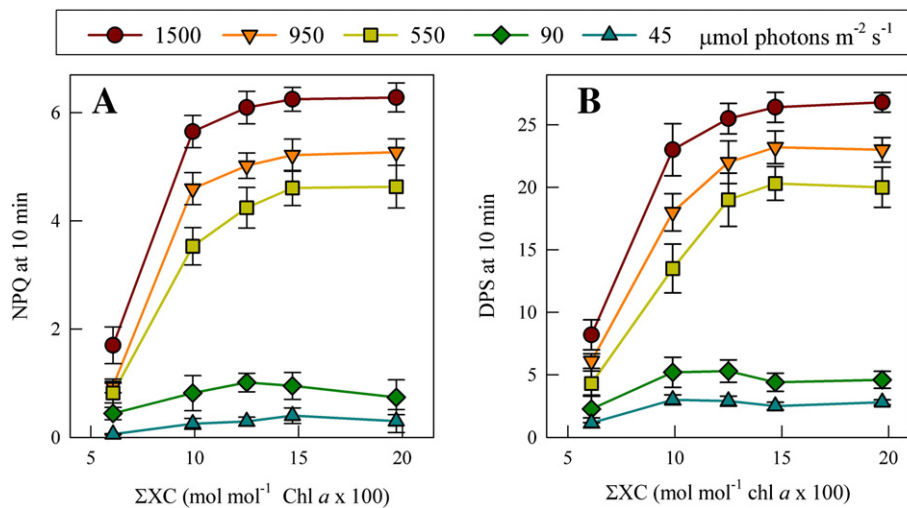 1500 950 550 90 45 μmol photons m⁻² s⁻¹
A
6
4
2
0
NPQ at 10 min
5 10 15 20
ΣXC (mol mol⁻¹ Chl a x 100)
B
25
20
15
10
5
0
DPS at 10 min
5 10 15 20
ΣXC (mol mol⁻¹ chl a x 100)